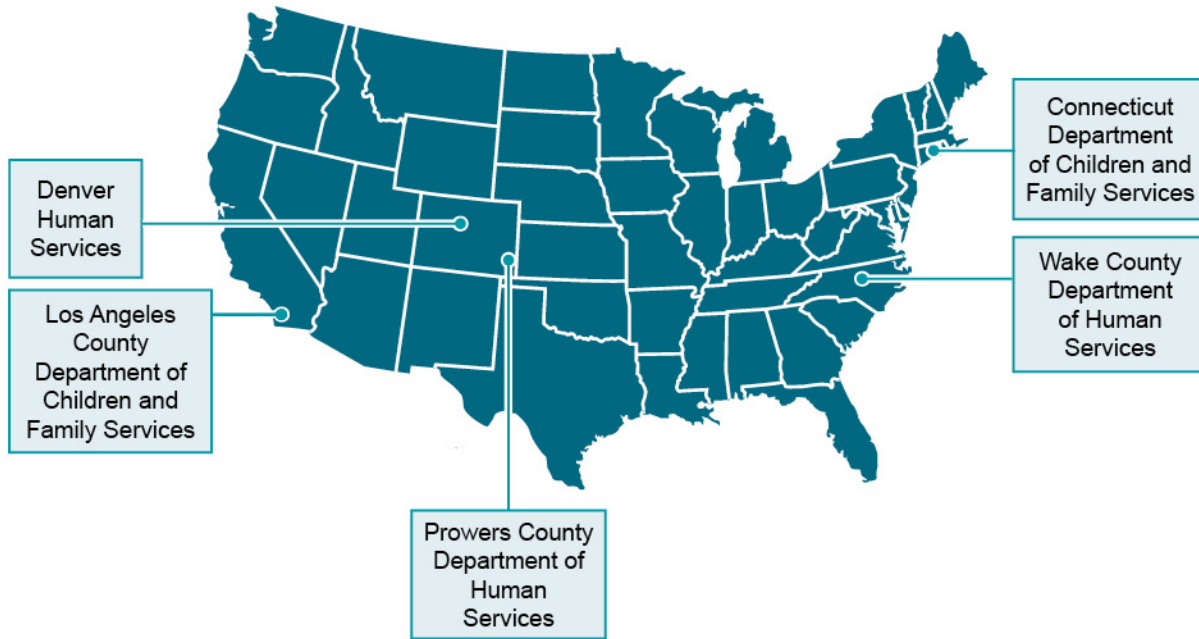 Denver
Human
Services
Los Angeles
County
Department of
Children and
Family Services
Prowers County
Department of
Human
Services
Connecticut
Department
of Children and
Family Services
Wake County
Department
of Human
Services